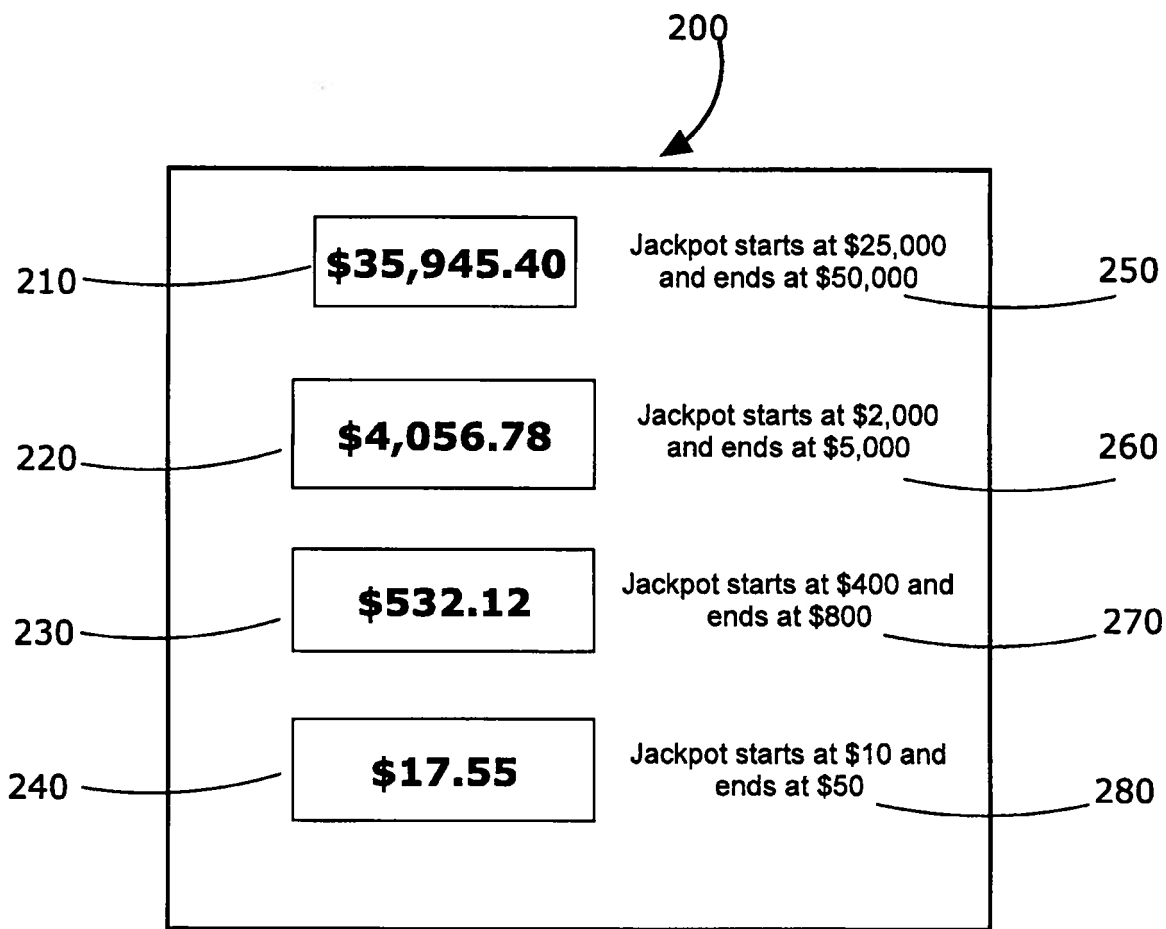 200
210
$35,945.40
Jackpot starts at $25,000
and ends at $50,000
250
220
$4,056.78
Jackpot starts at $2,000
and ends at $5,000
260
230
$532.12
Jackpot starts at $400 and
ends at $800
270
240
$17.55
Jackpot starts at $10 and
ends at $50
280